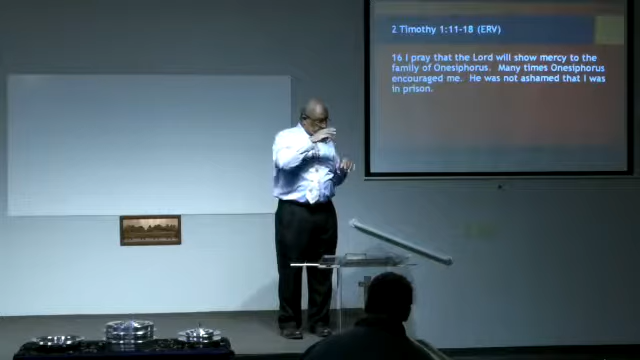 2 Timothy 1:11-18 (ERV)
16 I pray that the Lord will show mercy to the
family of Onesiphorus.  Many times Onesiphorus
encouraged me.  He was not ashamed that I was
in prison.